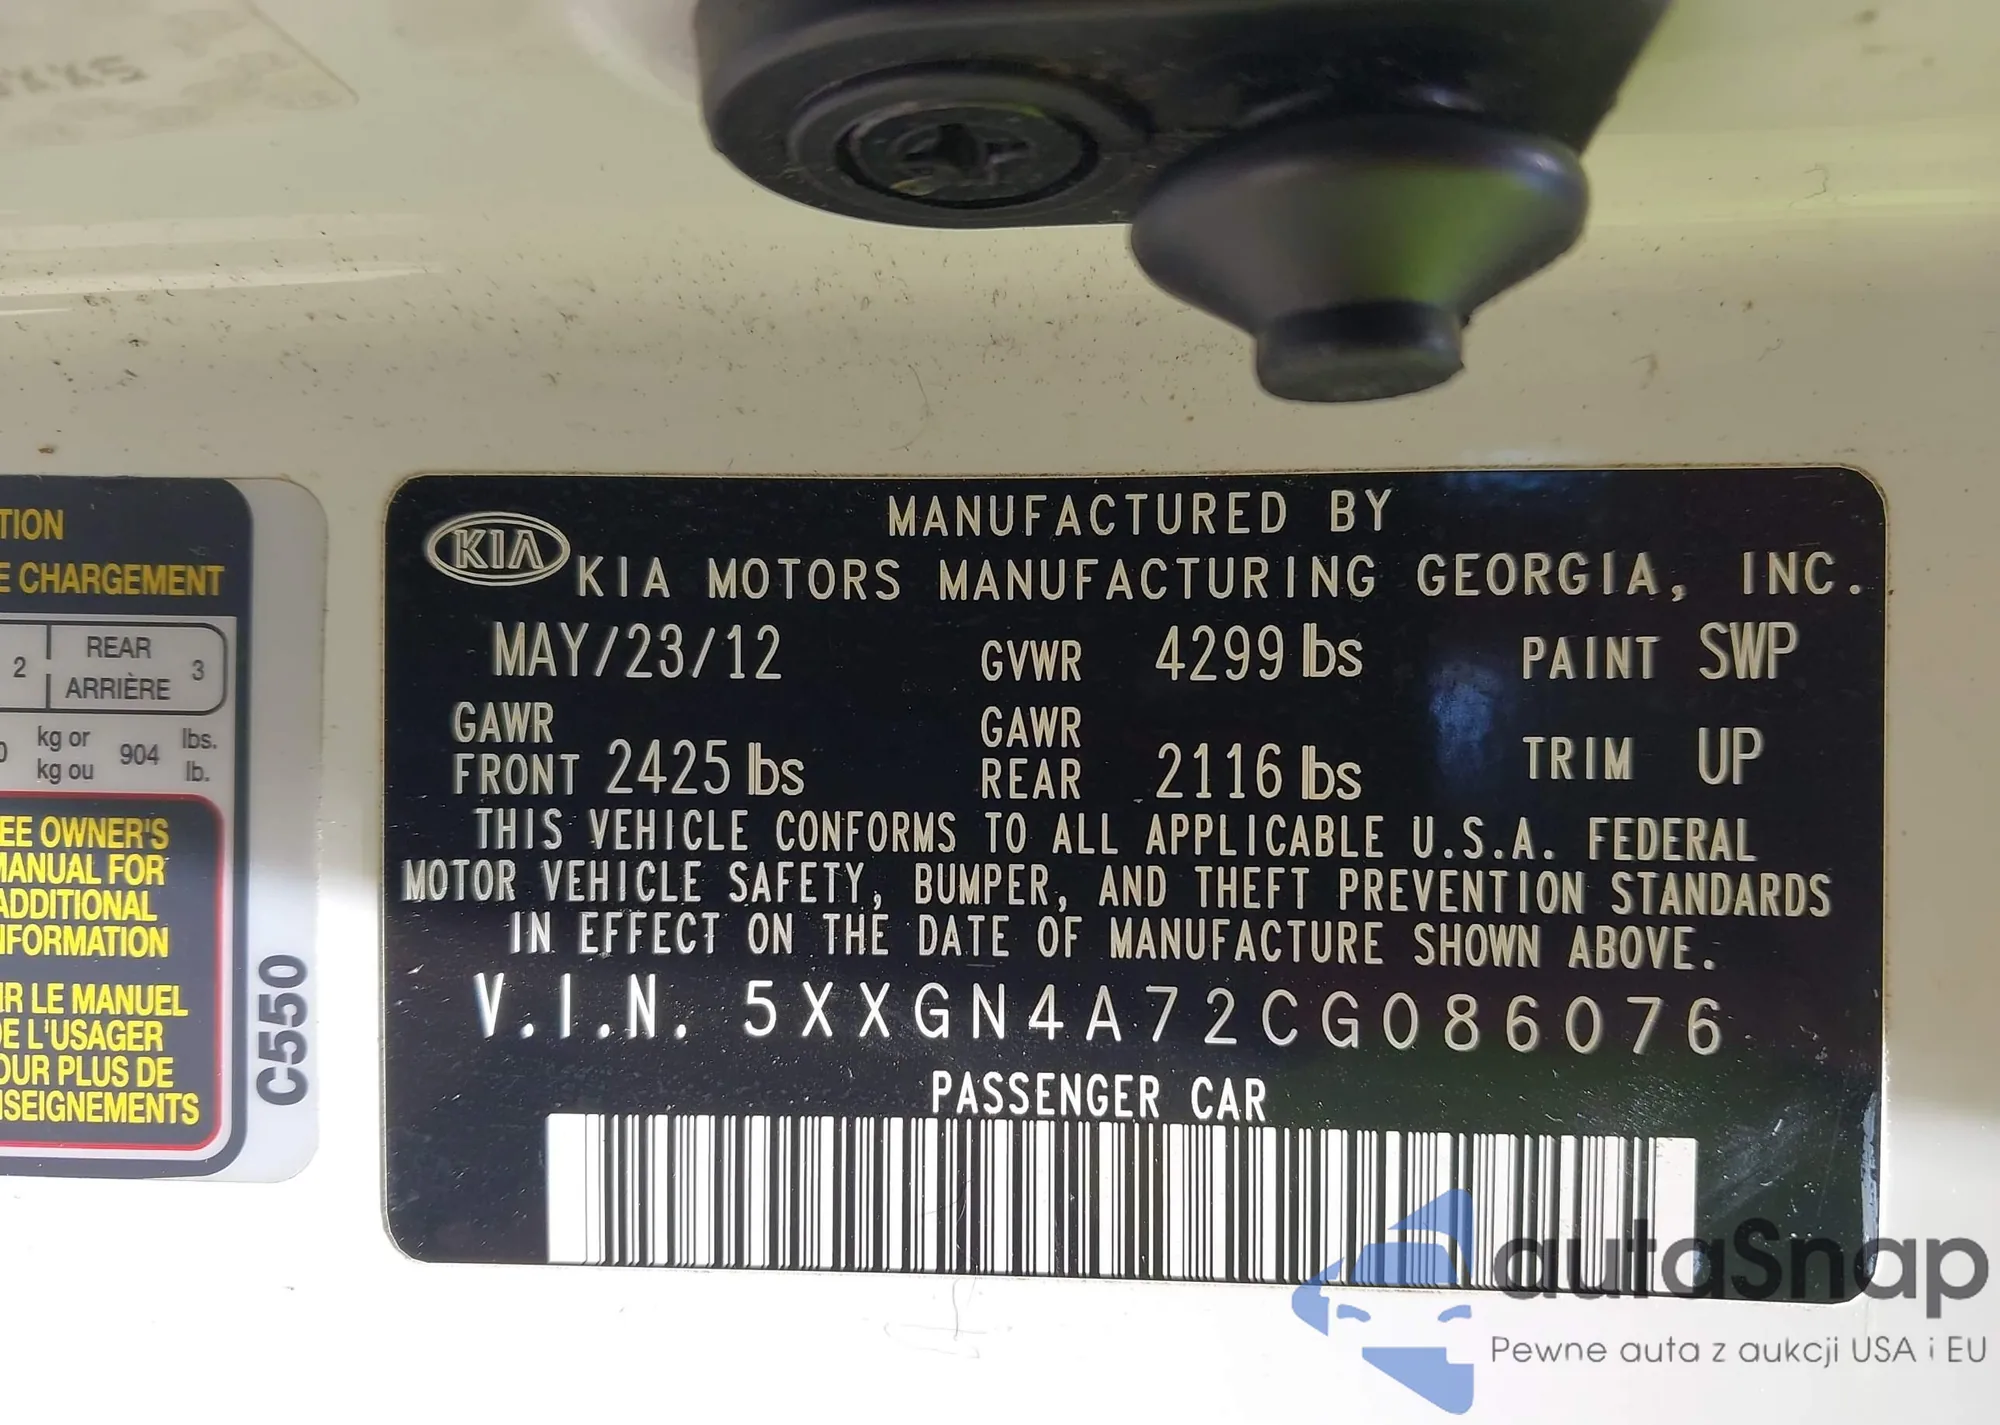 TION
E CHARGEMENT
2 REAR 3
ARRIÈRE
kg or 904 lbs.
kg ou lb.
EE OWNER'S
MANUAL FOR
ADDITIONAL
NFORMATION
IR LE MANUEL
DE L'USAGER
OUR PLUS DE
NSEIGNEMENTS
C550
KIA
MANUFACTURED BY
KIA MOTORS MANUFACTURING GEORGIA, INC.
MAY/23/12 GVWR 4299 lbs PAINT SWP
GAWR FRONT 2425 lbs GAWR REAR 2116 lbs TRIM UP
THIS VEHICLE CONFORMS TO ALL APPLICABLE U.S.A. FEDERAL
MOTOR VEHICLE SAFETY, BUMPER, AND THEFT PREVENTION STANDARDS
IN EFFECT ON THE DATE OF MANUFACTURE SHOWN ABOVE.
V.I.N. 5XXGN4A72CG086076
PASSENGER CAR
autaSnap
Pewne auta z aukcji USA i EU